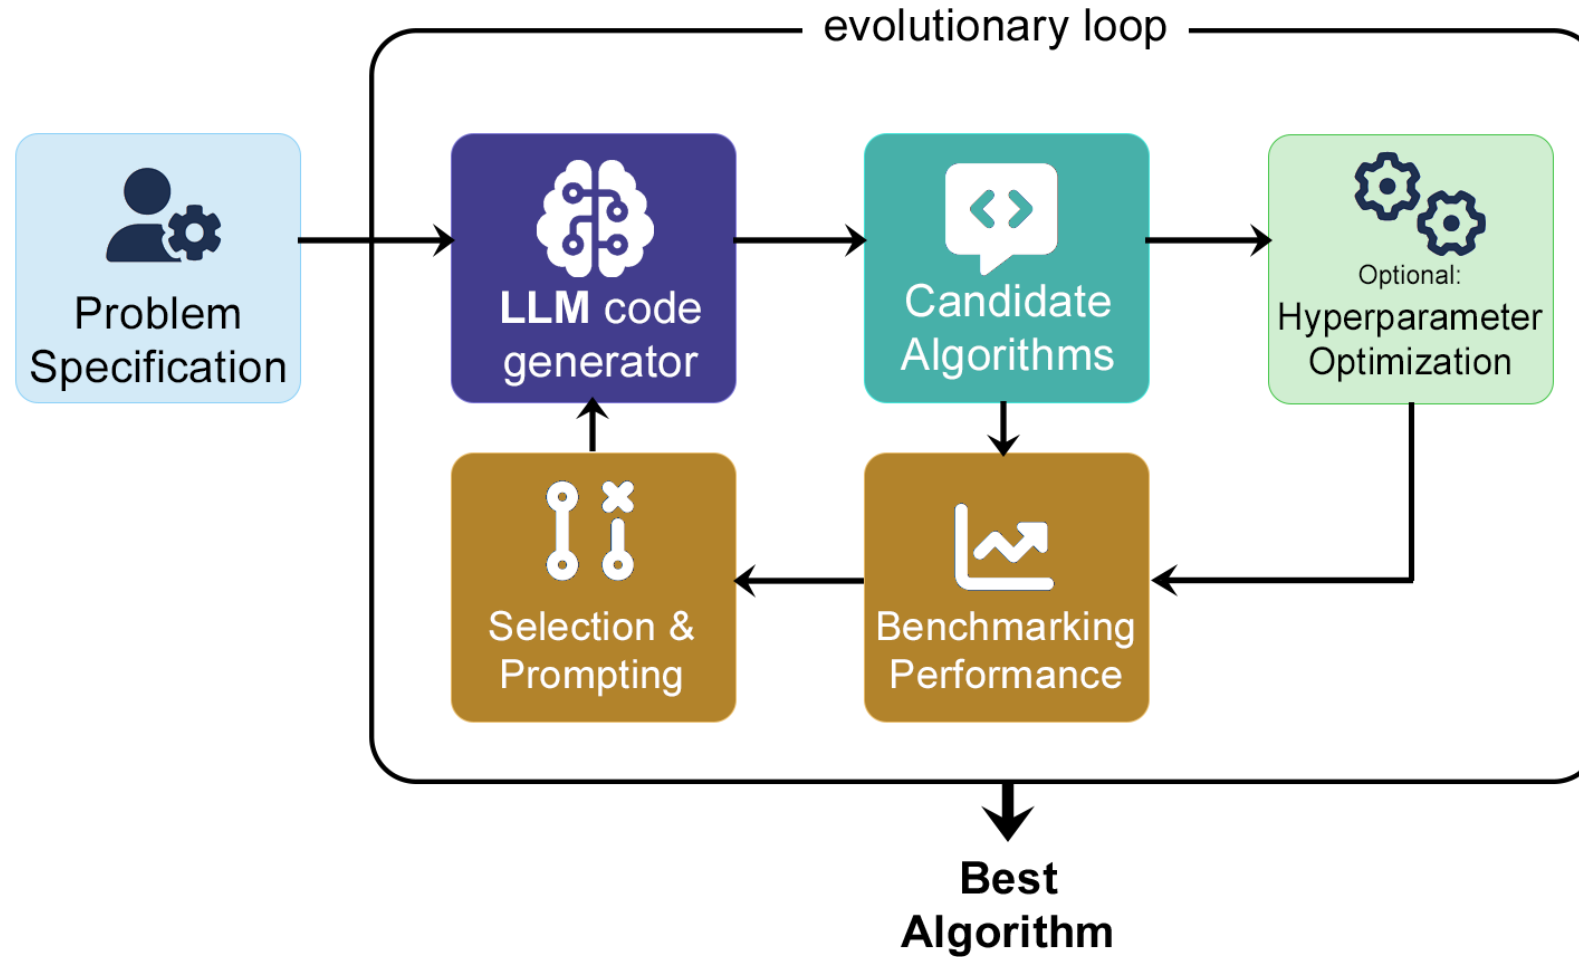 evolutionary loop
Problem
Specification
LLM code
generator
Candidate
Algorithms
Optional:
Hyperparameter
Optimization
Selection &
Prompting
Benchmarking
Performance
Best
Algorithm